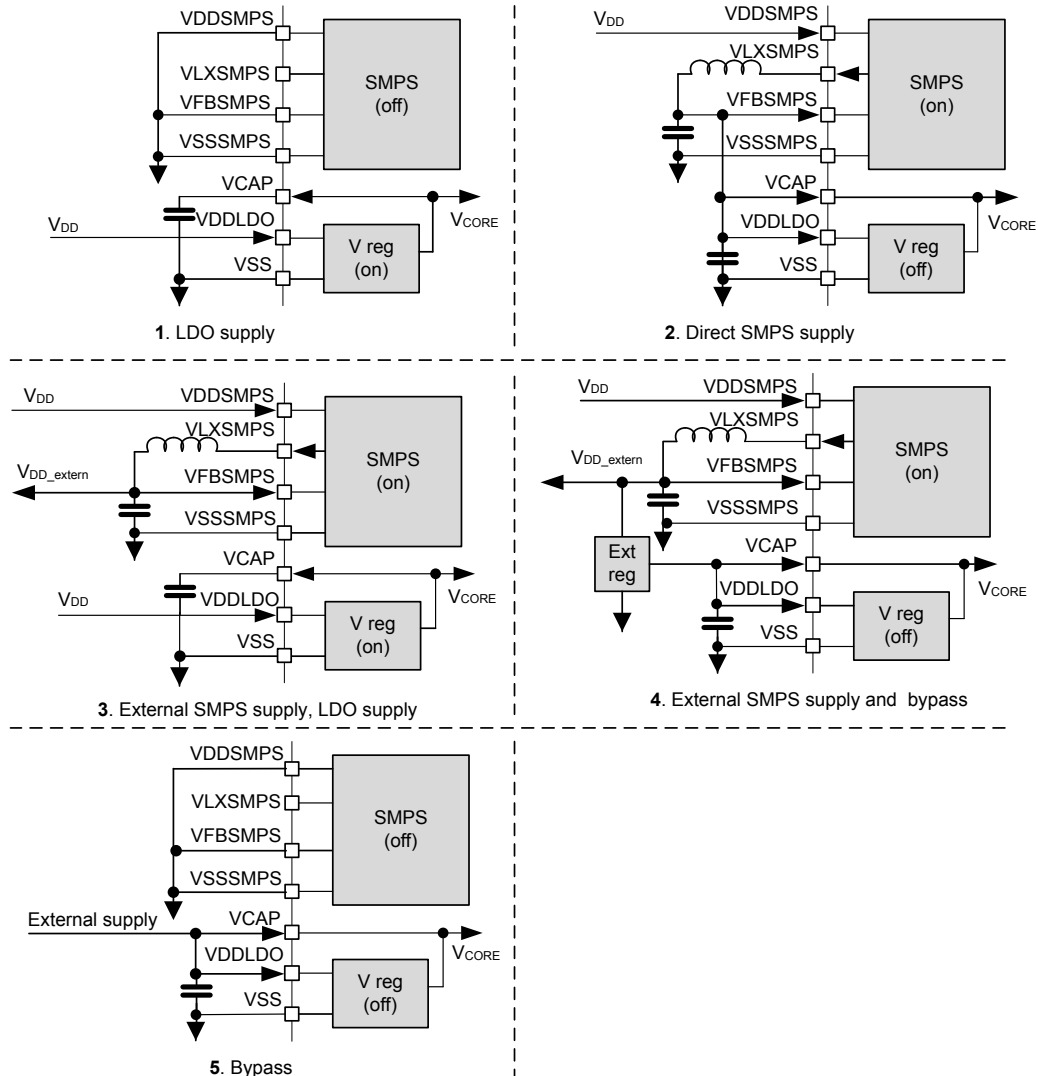 VDDSMPS
VLXSMPS
VFBSMPS
VSSSMPS
SMPS
(off)
VCAP
VDD
VDDLDO
VCORE
VSS
V reg
(on)
1. LDO supply
VDD
VDDSMPS
VLXSMPS
VFBSMPS
VSSSMPS
SMPS
(on)
VCAP
VCORE
VDDLDO
VSS
V reg
(off)
2. Direct SMPS supply
VDD
VDDSMPS
VLXSMPS
VDD_extern
VFBSMPS
VSSSMPS
SMPS
(on)
VCAP
VDD
VDDLDO
VCORE
VSS
V reg
(on)
3. External SMPS supply, LDO supply
VDD
VDDSMPS
VLXSMPS
VDD_extern
VFBSMPS
VSSSMPS
SMPS
(on)
Ext
reg
VCAP
VCORE
VDDLDO
VSS
V reg
(off)
4. External SMPS supply and bypass
VDDSMPS
VLXSMPS
VFBSMPS
VSSSMPS
SMPS
(off)
External supply
VCAP
VCORE
VDDLDO
VSS
V reg
(off)
5. Bypass